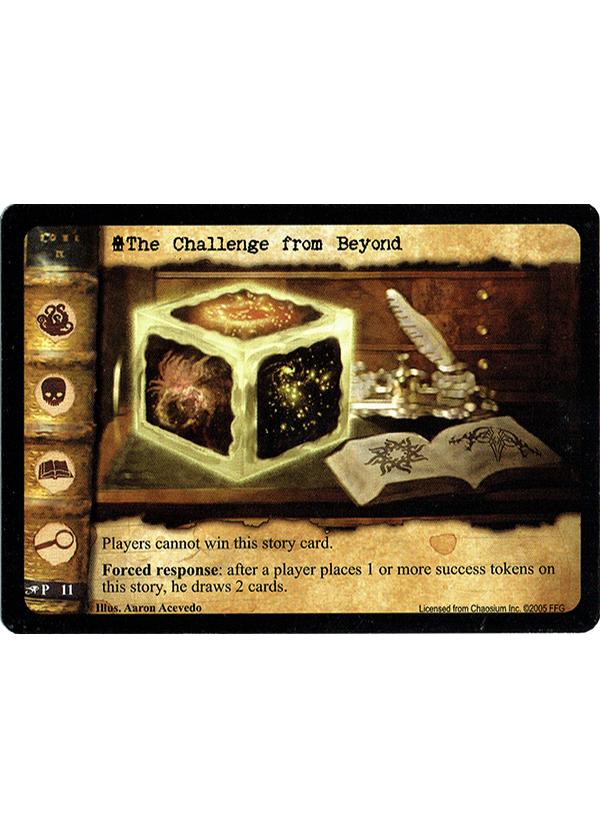 The Challenge from Beyond
Players cannot win this story card.
Forced response: after a player places 1 or more success tokens on
this story, he draws 2 cards.
P 11
Illus. Aaron Acevedo
Licensed from Chaosium Inc. ©2005 FFG